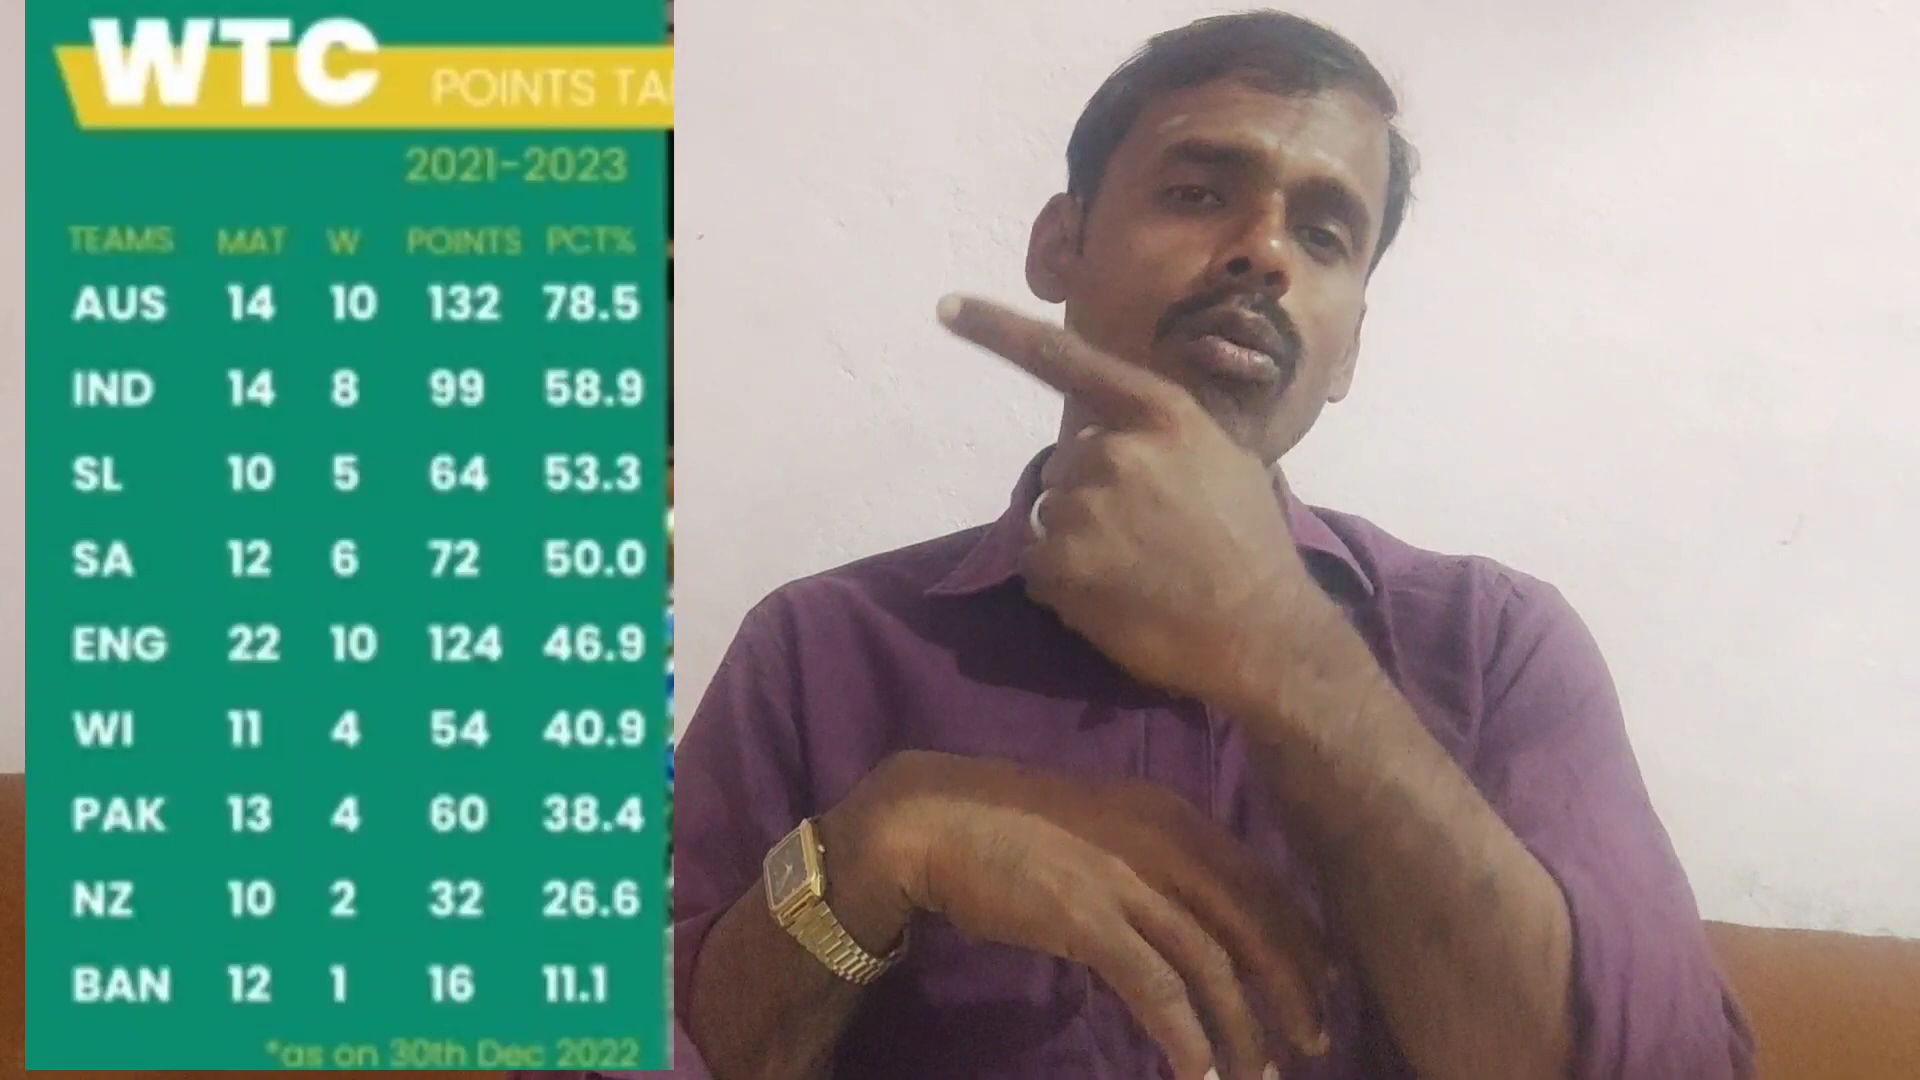 WTC
POINTS TA
2021-2023
TEAMS MAT W POINTS PCT%
AUS 14 10 132 78.5
IND 14 8 99 58.9
SL 10 5 64 53.3
SA 12 6 72 50.0
ENG 22 10 124 46.9
WI 11 4 54 40.9
PAK 13 4 60 38.4
NZ 10 2 32 26.6
BAN 12 1 16 11.1
*as on 30th Dec 2022